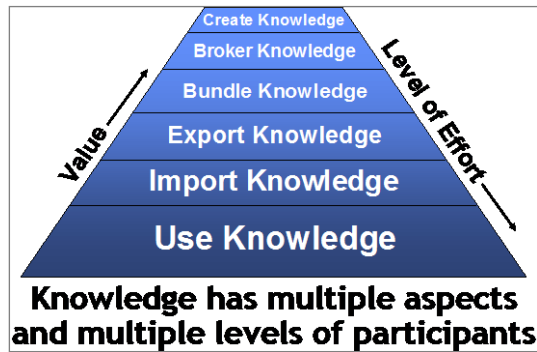 Create Knowledge
Broker Knowledge
Bundle Knowledge
Export Knowledge
Import Knowledge
Use Knowledge
Value
Level of Effort
Knowledge has multiple aspects
and multiple levels of participants